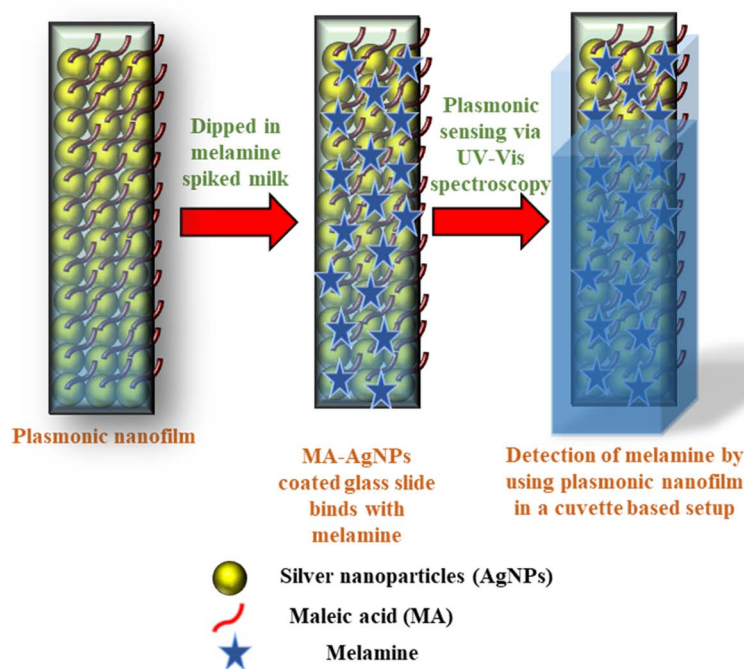 Dipped in
melamine
spiked milk
Plasmonic
sensing via
UV-Vis
spectroscopy
Plasmonic nanofilm
MA-AgNPs
coated glass slide
binds with
melamine
Detection of melamine by
using plasmonic nanofilm
in a cuvette based setup
Silver nanoparticles (AgNPs)
Maleic acid (MA)
Melamine